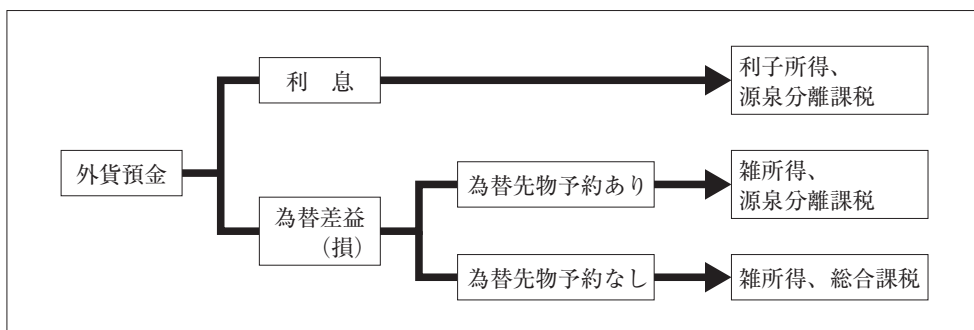 外貨預金
利　息
利子所得、
源泉分離課税
為替差益
（損）
為替先物予約あり
雑所得、
源泉分離課税
為替先物予約なし
雑所得、総合課税